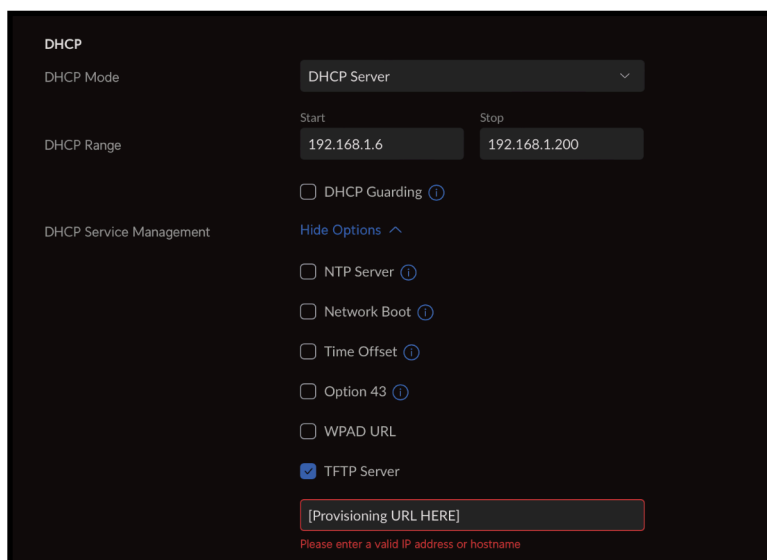 DHCP
DHCP Mode
DHCP Server
Start
Stop
DHCP Range
192.168.1.6
192.168.1.200
DHCP Guarding
DHCP Service Management
Hide Options
NTP Server
Network Boot
Time Offset
Option 43
WPAD URL
TFTP Server
[Provisioning URL HERE]
Please enter a valid IP address or hostname